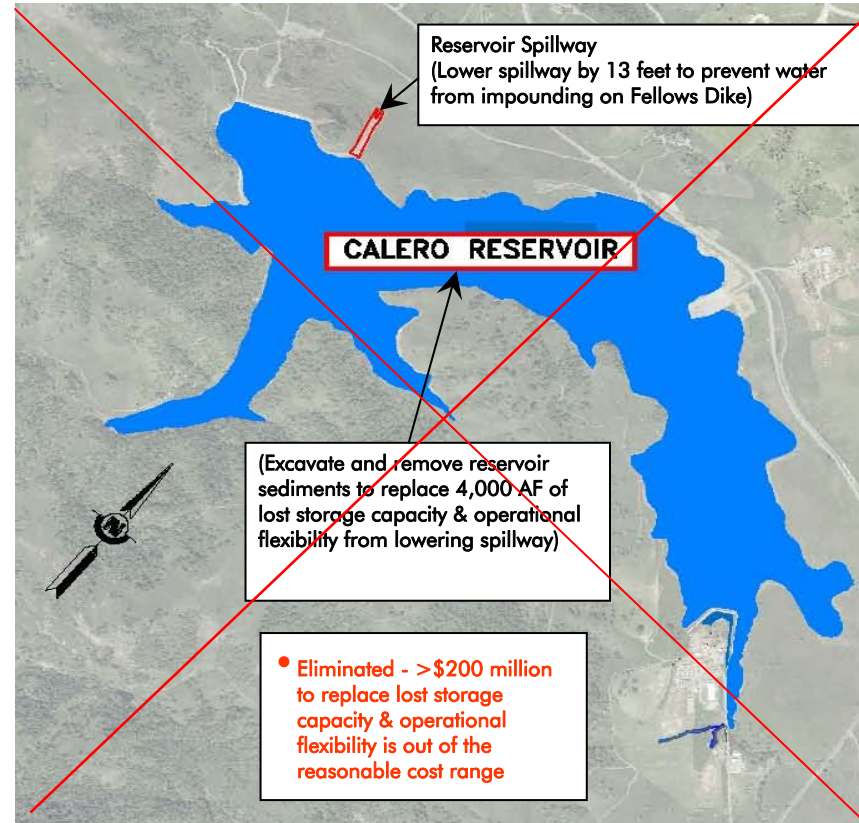 Reservoir Spillway
(Lower spillway by 13 feet to prevent water
from impounding on Fellows Dike)
CALERO RESERVOIR
(Excavate and remove reservoir
sediments to replace 4,000 AF of
lost storage capacity & operational
flexibility from lowering spillway)
N
• Eliminated - >$200 million
to replace lost storage
capacity & operational
flexibility is out of the
reasonable cost range